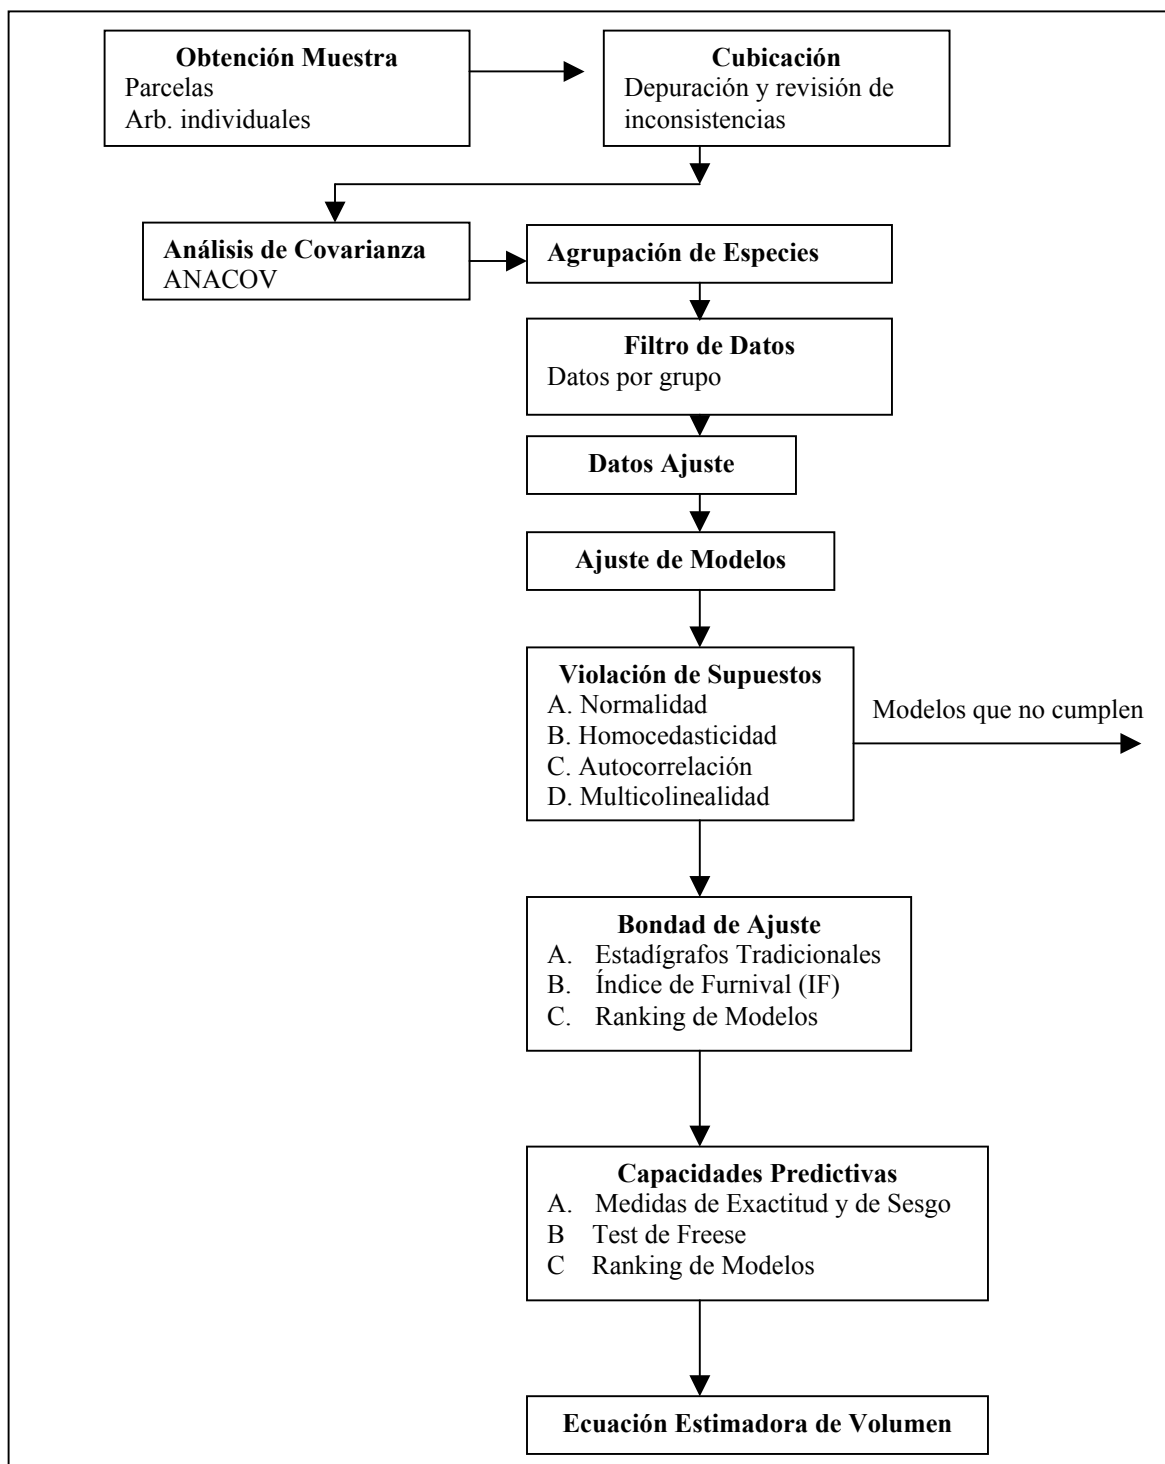 Obtención Muestra
Parcelas
Arb. individuales
Cubicación
Depuración y revisión de
inconsistencias
Análisis de Covarianza
ANACOV
Agrupación de Especies
Filtro de Datos
Datos por grupo
Datos Ajuste
Ajuste de Modelos
Violación de Supuestos
A. Normalidad
B. Homocedasticidad
C. Autocorrelación
D. Multicolinealidad
Modelos que no cumplen
Bondad de Ajuste
A. Estadígrafos Tradicionales
B. Índice de Furnival (IF)
C. Ranking de Modelos
Capacidades Predictivas
A. Medidas de Exactitud y de Sesgo
B Test de Freese
C Ranking de Modelos
Ecuación Estimadora de Volumen